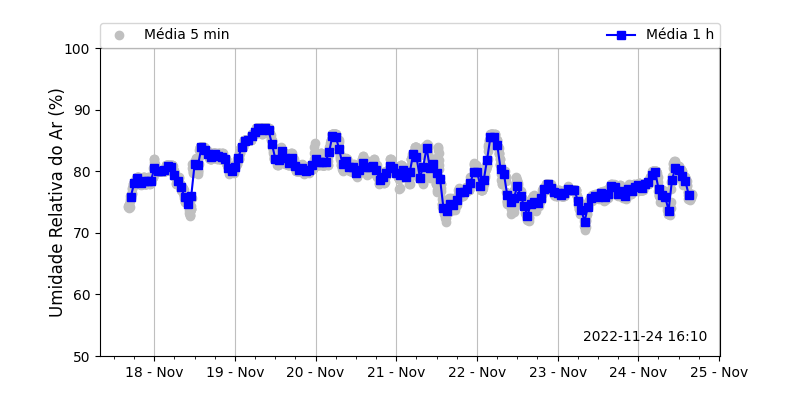 Média 5 min Média 1 h
100
90
80
70
60
50
Umidade Relativa do Ar (%)
2022-11-24 16:10
18 - Nov 19 - Nov 20 - Nov 21 - Nov 22 - Nov 23 - Nov 24 - Nov 25 - Nov